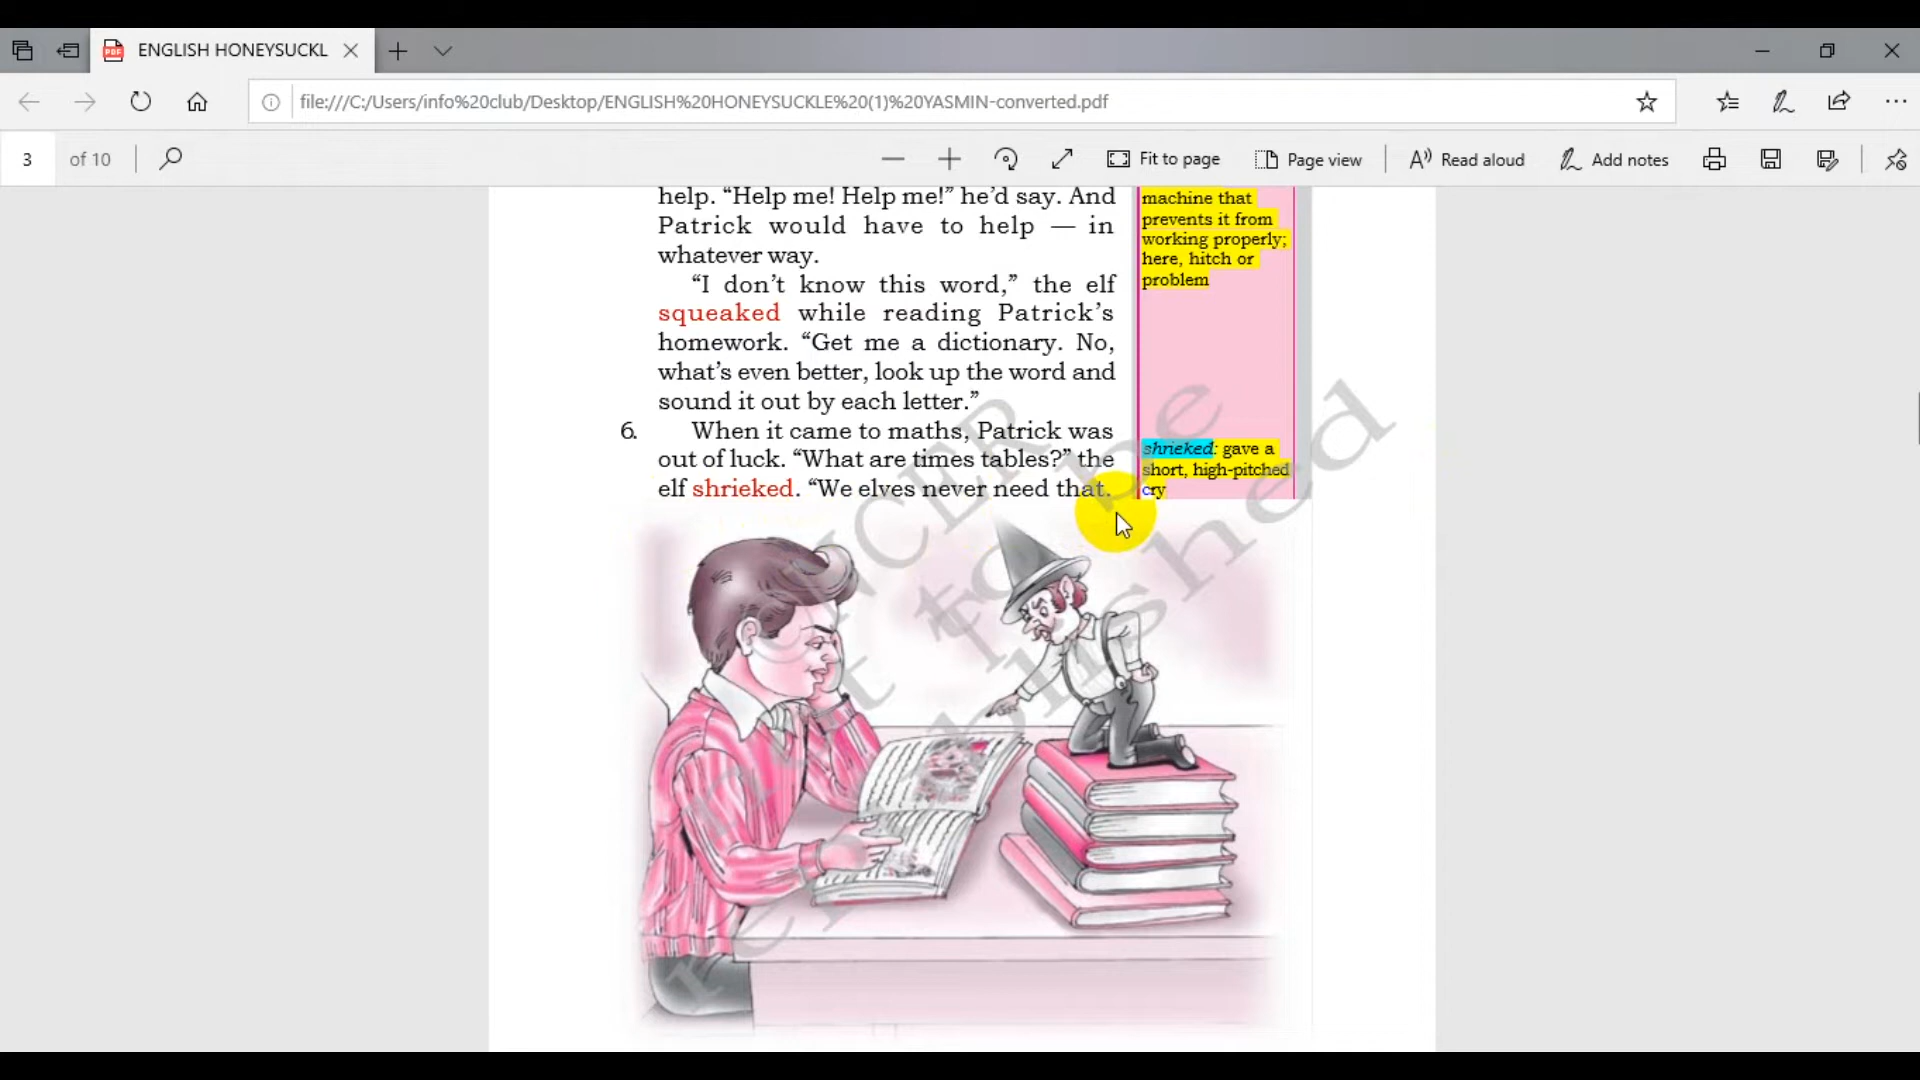 ENGLISH HONEYSUCKL
file:///C:/Users/info%20club/Desktop/ENGLISH%20HONEYSUCKLE%20(1)%20YASMIN-converted.pdf
3 of 10
Fit to page
Page view
Read aloud
Add notes
help. “Help me! Help me!” he’d say. And
Patrick would have to help — in
whatever way.
“I don’t know this word,” the elf
squeaked while reading Patrick’s
homework. “Get me a dictionary. No,
what’s even better, look up the word and
sound it out by each letter.”
6. When it came to maths, Patrick was
out of luck. “What are times tables?” the
elf shrieked. “We elves never need that.
machine that
prevents it from
working properly;
here, hitch or
problem
shrieked: gave a
short, high-pitched
cry
not to be
republished